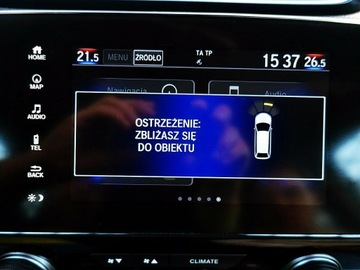 21.5 MENU ŹRÓDŁO TA TP 15 37 26.5
HOME
Nawigacja Audio
MAP
AUDIO
OSTRZEŻENIE:
ZBLIŻASZ SIĘ
DO OBIEKTU
TEL
BACK
CLIMATE